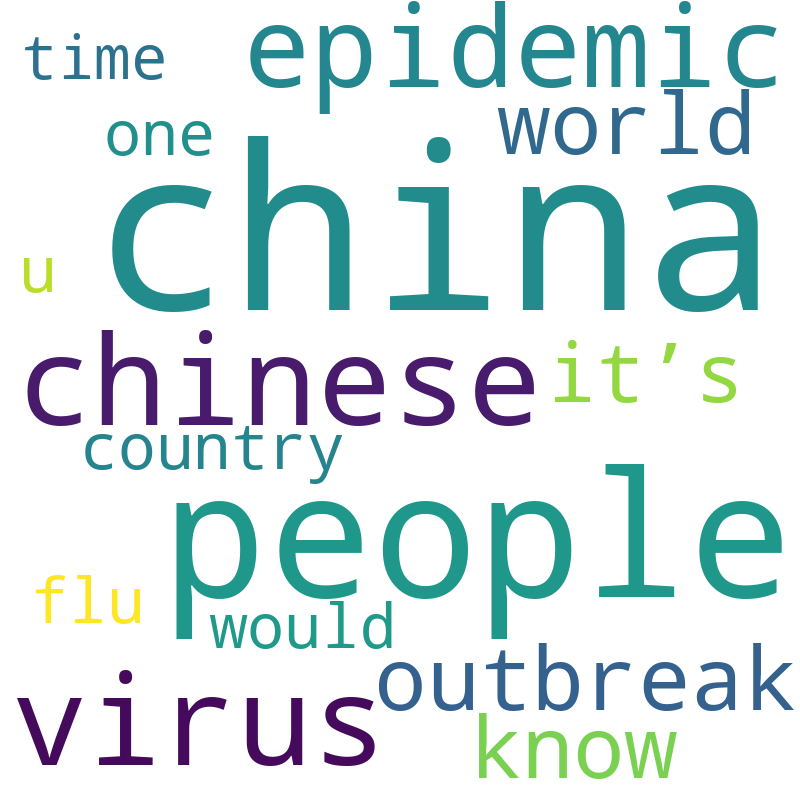 time
epidemic
one
world
china
u
chinese
it’s
country
people
flu
would
outbreak
virus
know